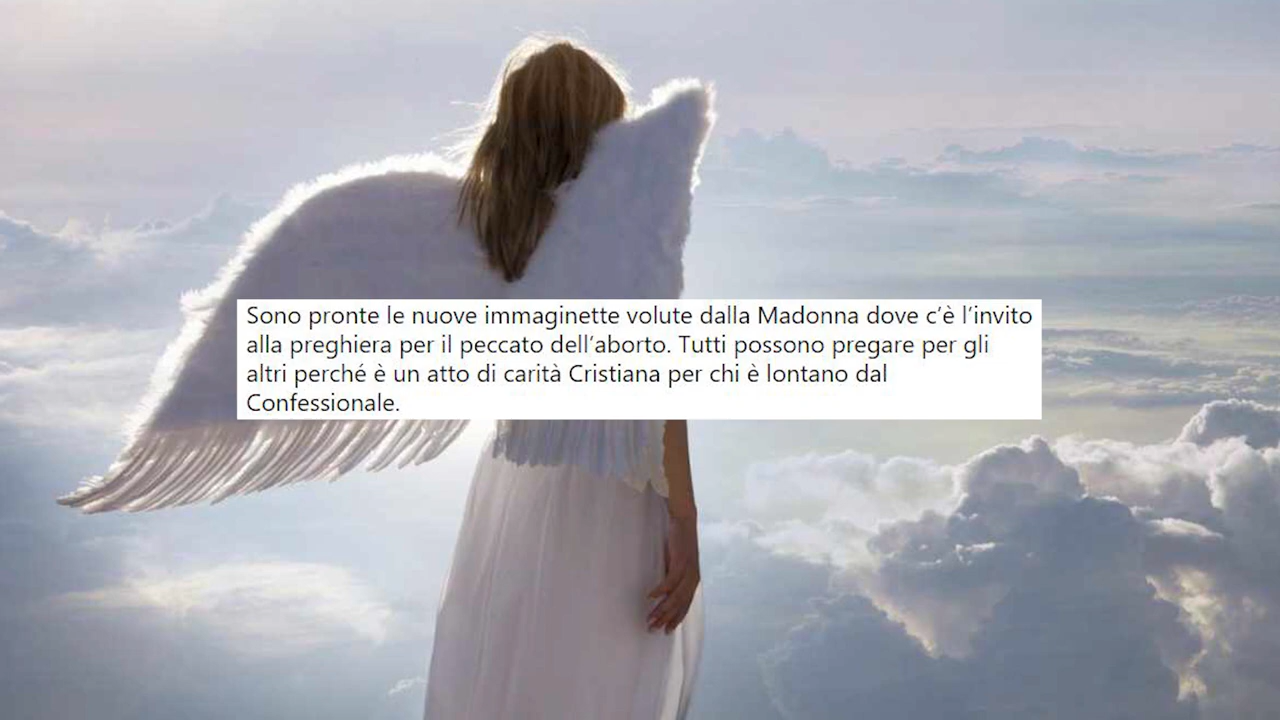 Sono pronte le nuove immaginette volute dalla Madonna dove c’è l’invito
alla preghiera per il peccato dell’aborto. Tutti possono pregare per gli
altri perché è un atto di carità Cristiana per chi è lontano dal
Confessionale.